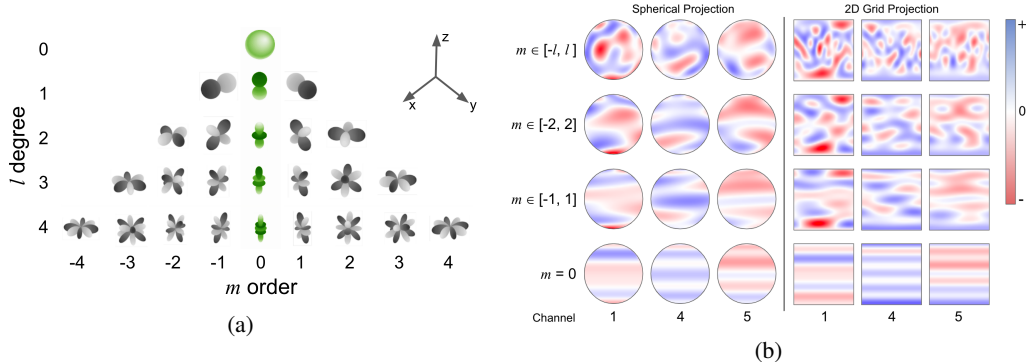 0
1
2
3
4
l degree
-4 -3 -2 -1 0 1 2 3 4
m order
z
x
y
(a)
Spherical Projection 2D Grid Projection
m ∈ [-l, l ]
m ∈ [-2, 2]
m ∈ [-1, 1]
m = 0
Channel 1 4 5 1 4 5
+
0
-
(b)